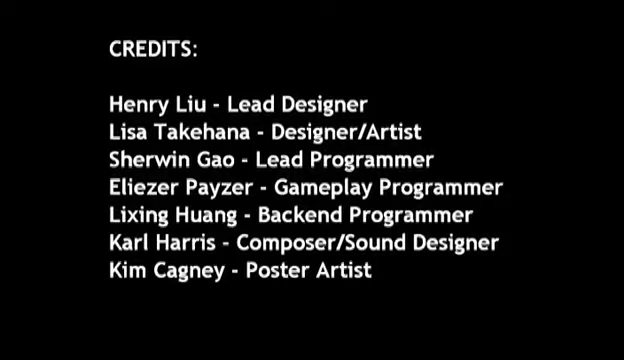 CREDITS:
Henry Liu - Lead Designer
Lisa Takehana - Designer/Artist
Sherwin Gao - Lead Programmer
Eliezer Payzer - Gameplay Programmer
Lixing Huang - Backend Programmer
Karl Harris - Composer/Sound Designer
Kim Cagney - Poster Artist